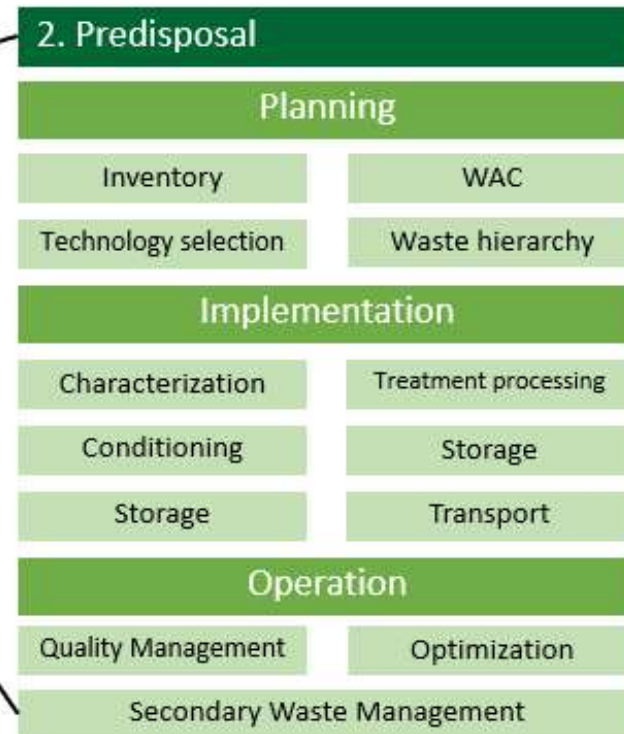 2. Predisposal
Planning
Inventory
WAC
Technology selection
Waste hierarchy
Implementation
Characterization
Treatment processing
Conditioning
Storage
Storage
Transport
Operation
Quality Management
Optimization
Secondary Waste Management